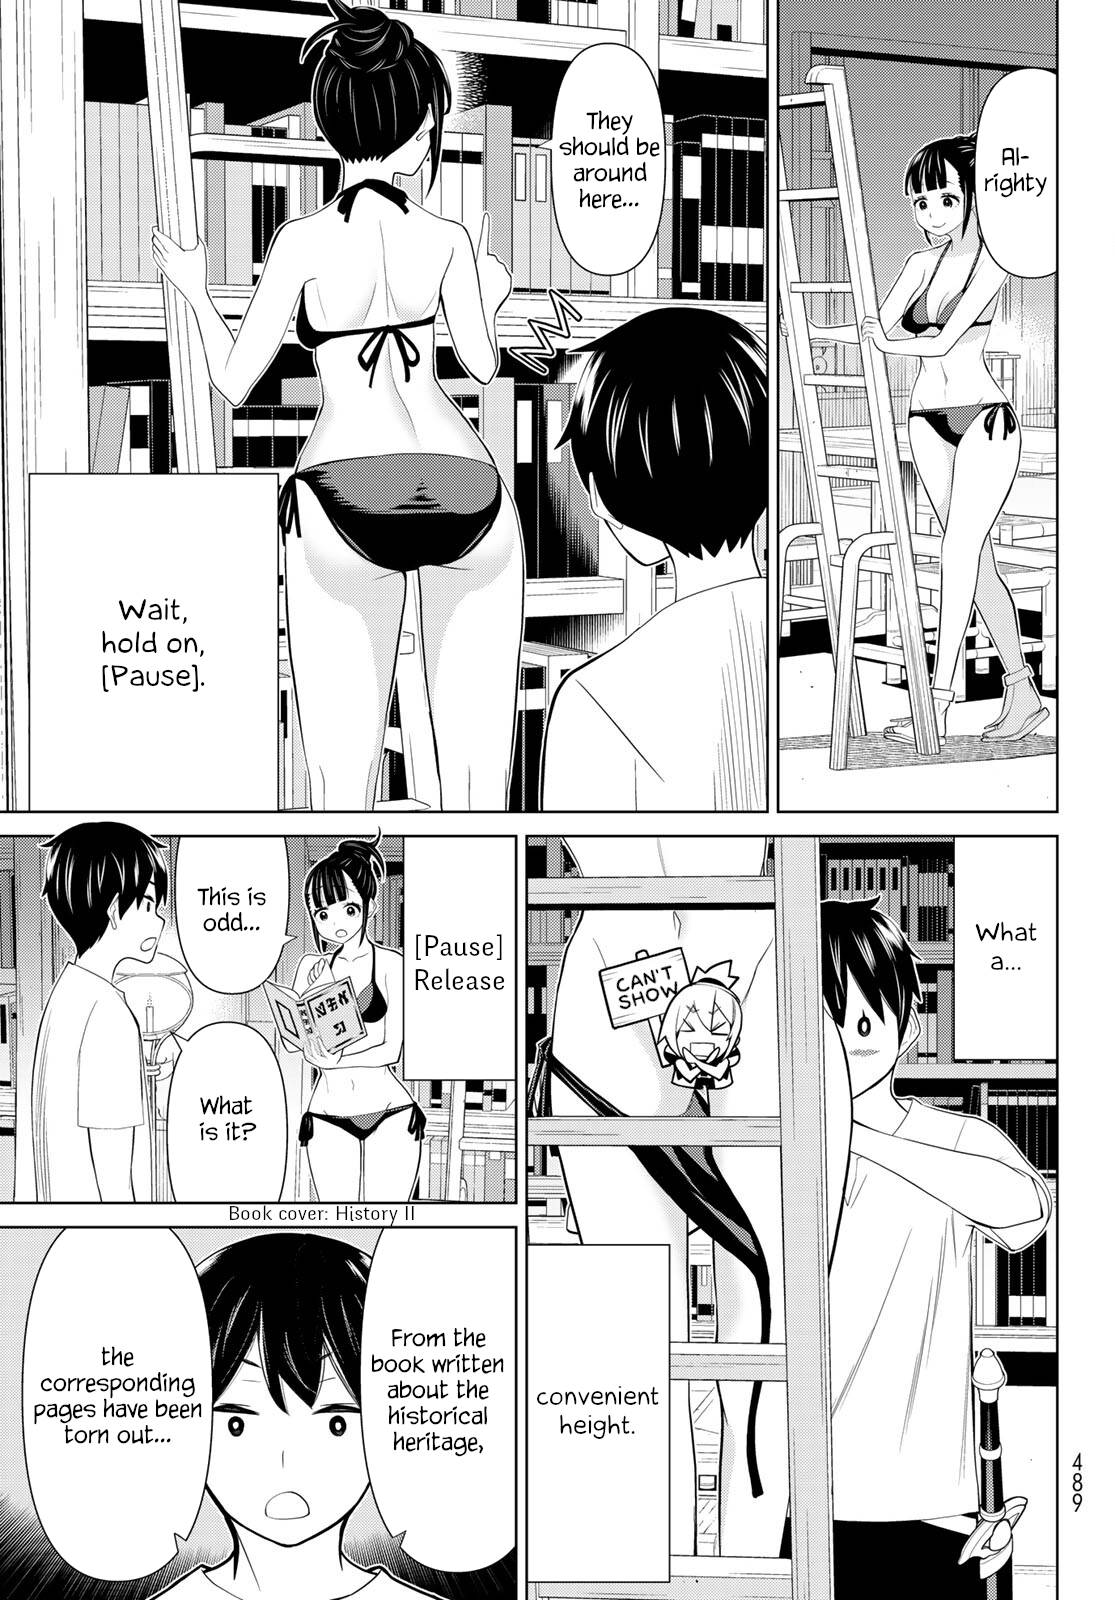 Al-
righty
They
should be
around
here...
Wait,
hold on,
[Pause].
What
a...
CAN'T
SHOW
convenient
height.
[Pause]
Release
This is
odd...
What
is it?
Book cover: History II
From the
book written
about the
historical
heritage,
the
corresponding
pages have been
torn out...
489